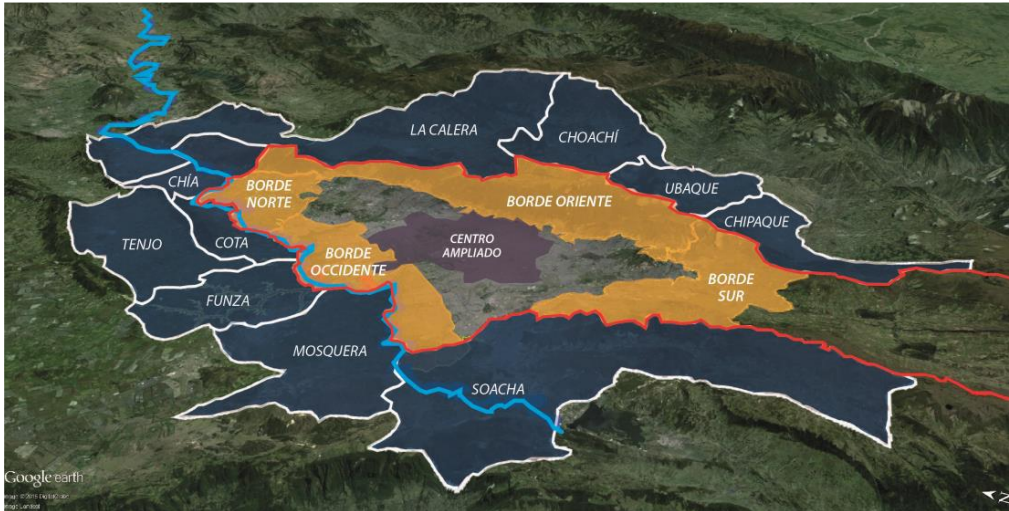 LA CALERA
CHOACHÍ
CHÍA
BORDE
NORTE
BORDE ORIENTE
UBAQUE
CHIPAQUE
TENJO
COTA
BORDE
OCCIDENTE
CENTRO
AMPLIADO
BORDE
SUR
FUNZA
MOSQUERA
SOACHA
Google earth
N